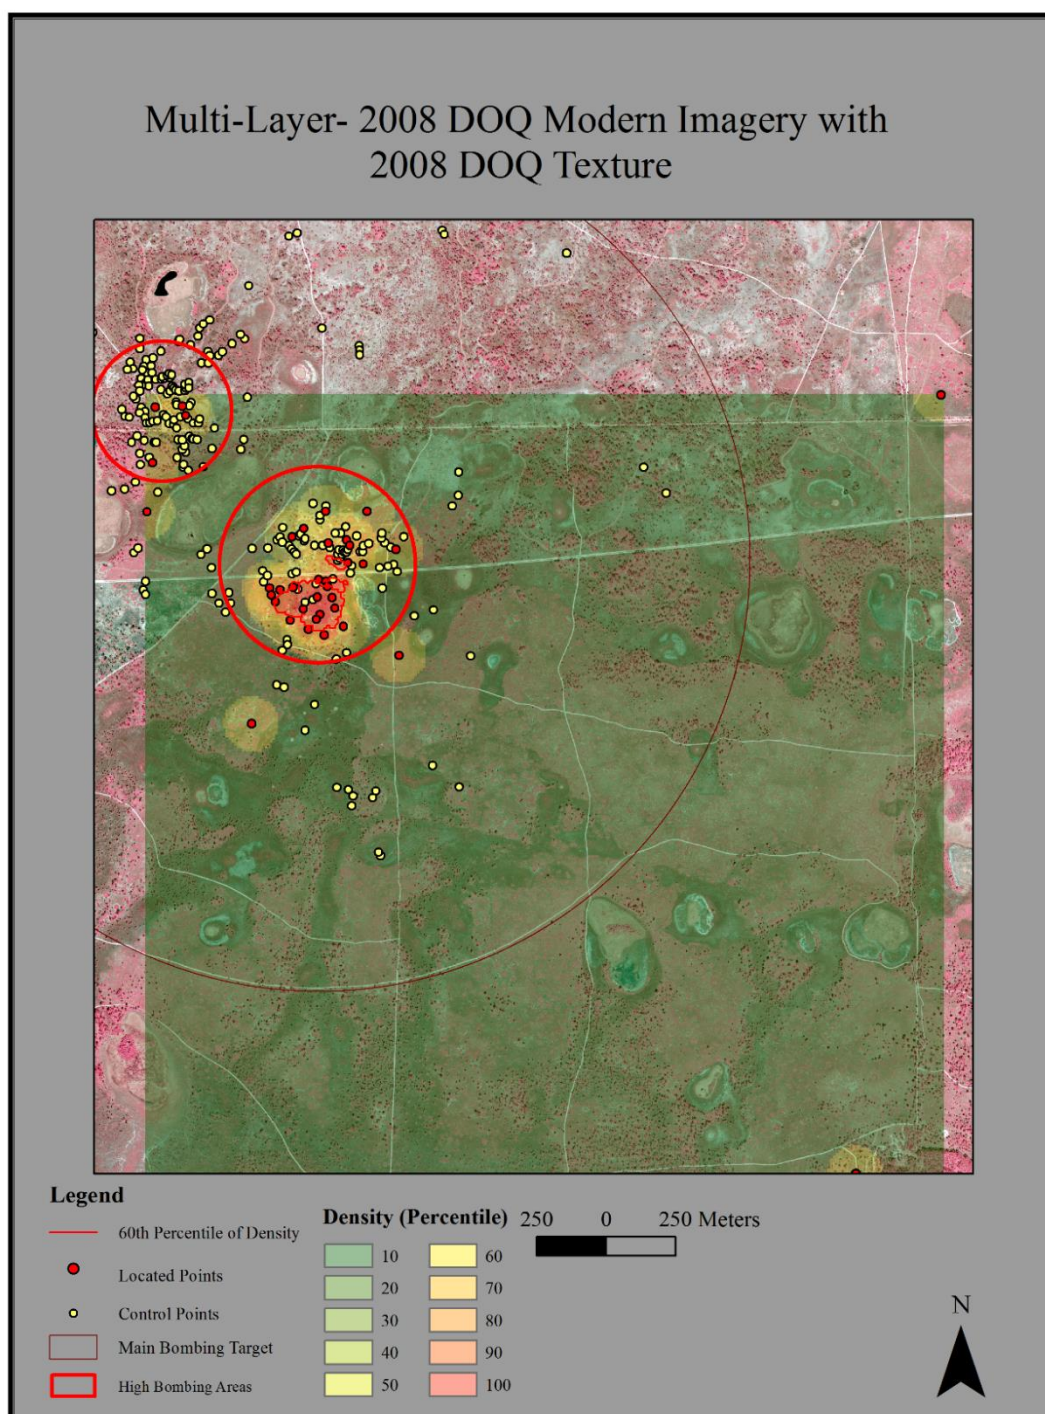 Multi-Layer- 2008 DOQ Modern Imagery with
2008 DOQ Texture
Legend
60th Percentile of Density
Located Points
Control Points
Main Bombing Target
High Bombing Areas
Density (Percentile)
10
20
30
40
50
60
70
80
90
100
250 0 250 Meters
N